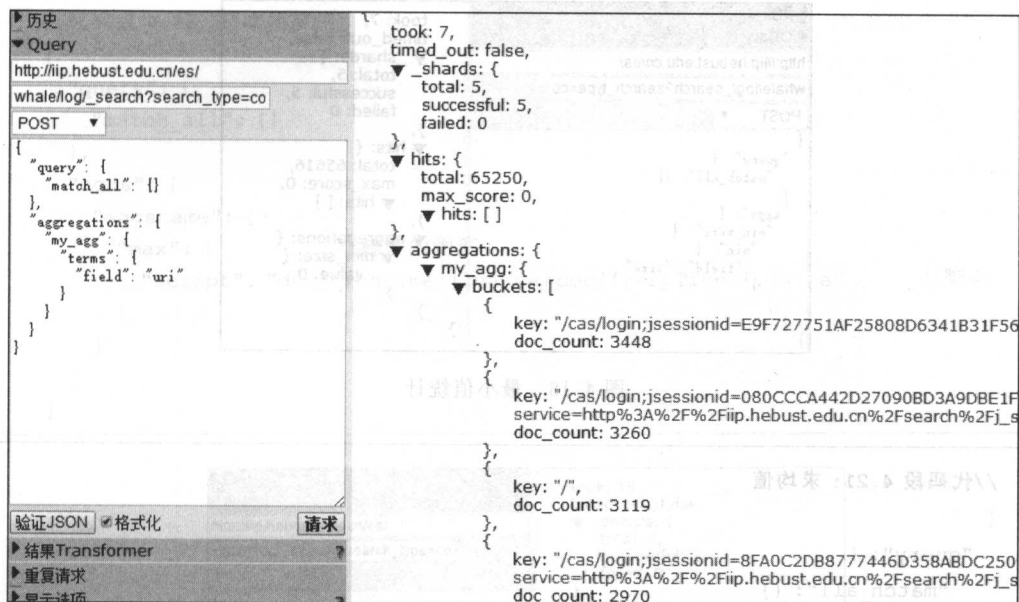 历史
Query
http://iip.hebust.edu.cn/es/
whale/log/_search?search_type=co
POST
{
"query": {
"match_all": {}
},
"aggregations": {
"my_agg": {
"terms": {
"field": "uri"
}
}
}
}
验证JSON 格式化 请求
结果Transformer ?
重复请求
显示选项 ?
{
took: 7,
timed_out: false,
_shards: {
total: 5,
successful: 5,
failed: 0
},
hits: {
total: 65250,
max_score: 0,
hits: [ ]
},
aggregations: {
my_agg: {
buckets: [
{
key: "/cas/login;jsessionid=E9F727751AF25808D6341B31F56
doc_count: 3448
},
{
key: "/cas/login;jsessionid=080CCCA442D27090BD3A9DBE1F
service=http%3A%2F%2Fiip.hebust.edu.cn%2Fsearch%2Fj_s
doc_count: 3260
},
{
key: "/",
doc_count: 3119
},
{
key: "/cas/login;jsessionid=8FA0C2DB8777446D358ABDC250
service=http%3A%2F%2Fiip.hebust.edu.cn%2Fsearch%2Fj_s
doc_count: 2970